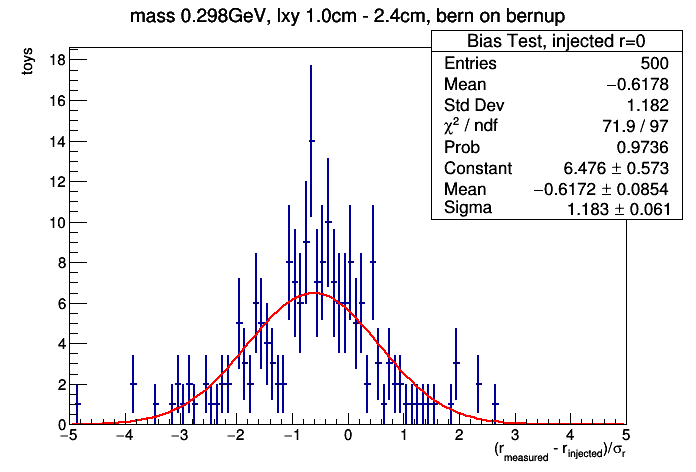 mass 0.298GeV, lxy 1.0cm - 2.4cm, bern on bernup
toys
Bias Test, injected r=0
Entries 500
Mean −0.6178
Std Dev 1.182
χ² / ndf 71.9 / 97
Prob 0.9736
Constant 6.476 ± 0.573
Mean −0.6172 ± 0.0854
Sigma 1.183 ± 0.061
18
16
14
12
10
8
6
4
2
0
−5 −4 −3 −2 −1 0 1 2 3 4 5
(r_measured - r_injected)/σ_r